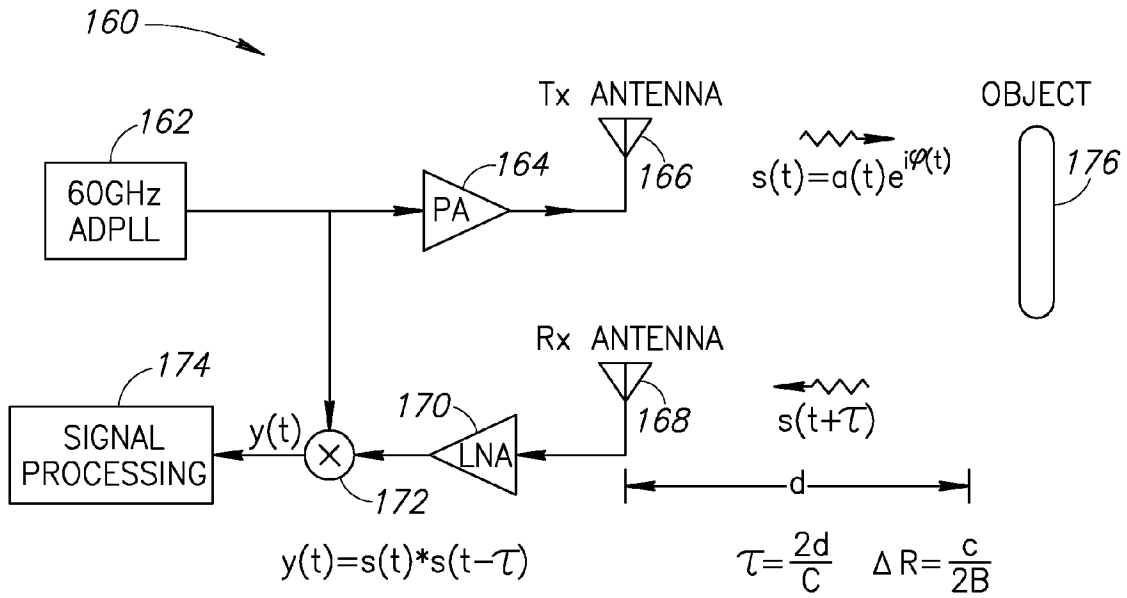 160
162
60GHz
ADPLL
164
PA
Tx ANTENNA
166
s(t)=a(t)e^{iφ(t)}
OBJECT
176
174
SIGNAL
PROCESSING
y(t)
172
170
LNA
Rx ANTENNA
168
s(t+τ)
d
y(t)=s(t)*s(t-τ)
τ=2d/C ΔR=c/2B